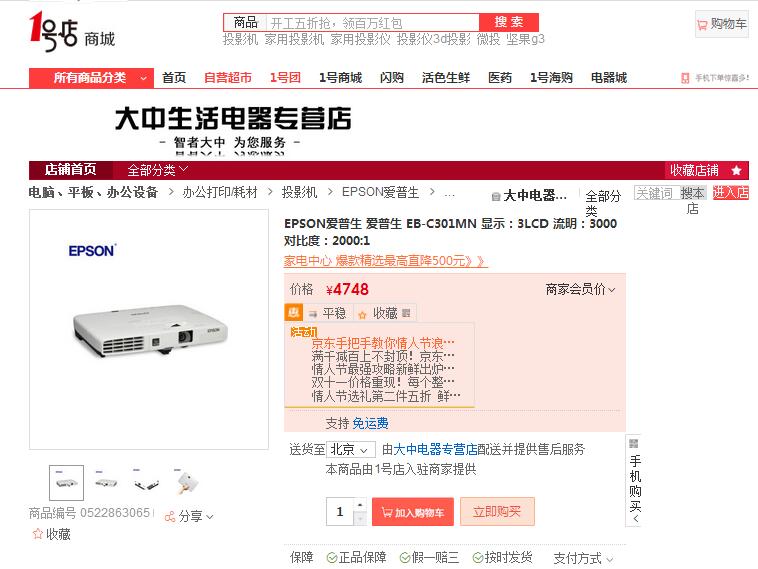 1号店 商城
商品 开工五折抢，领百万红包 搜 索
投影机 家用投影机 家用投影仪 投影仪3d投影 微投 坚果g3
购物车
所有商品分类 首页 自营超市 1号团 1号商城 闪购 活色生鲜 医药 1号海购 电器城 手机下单惊喜多!
大中生活电器专营店
- 智者大中 为您服务 -
店铺首页 全部分类 收藏店铺
电脑、平板、办公设备 > 办公打印/耗材 > 投影机 > EPSON爱普生 > ...
大中电器... 全部分类 关键词 搜本店 进入店
EPSON
EPSON爱普生 爱普生 EB-C301MN 显示：3LCD 流明：3000
对比度：2000:1
家电中心 爆款精选最高直降500元》》
价格 ¥4748 商家会员价
平稳 收藏
活动
京东手把手教你情人节浪…
满千减百上不封顶！京东…
情人节最强攻略新鲜出炉…
双十一价格重现！每个整…
情人节选礼第二件五折 鲜…
支持 免运费
送货至 北京 由大中电器专营店配送并提供售后服务
本商品由1号店入驻商家提供
手机购买
商品编号 0522863065 分享
收藏
1 加入购物车 立即购买
保障 正品保障 假一赔三 按时发货 支付方式